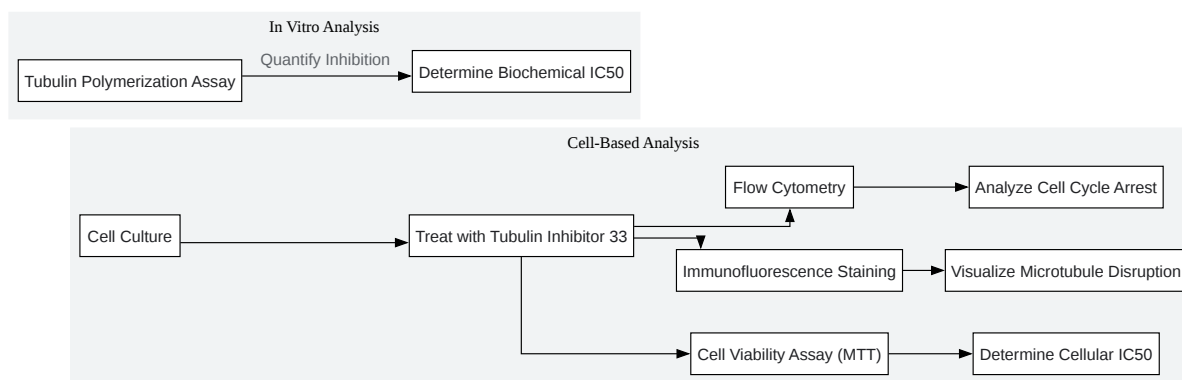 In Vitro Analysis
Quantify Inhibition
Tubulin Polymerization Assay
Determine Biochemical IC50
Cell-Based Analysis
Flow Cytometry
Analyze Cell Cycle Arrest
Cell Culture
Treat with Tubulin Inhibitor 33
Immunofluorescence Staining
Visualize Microtubule Disruption
Cell Viability Assay (MTT)
Determine Cellular IC50